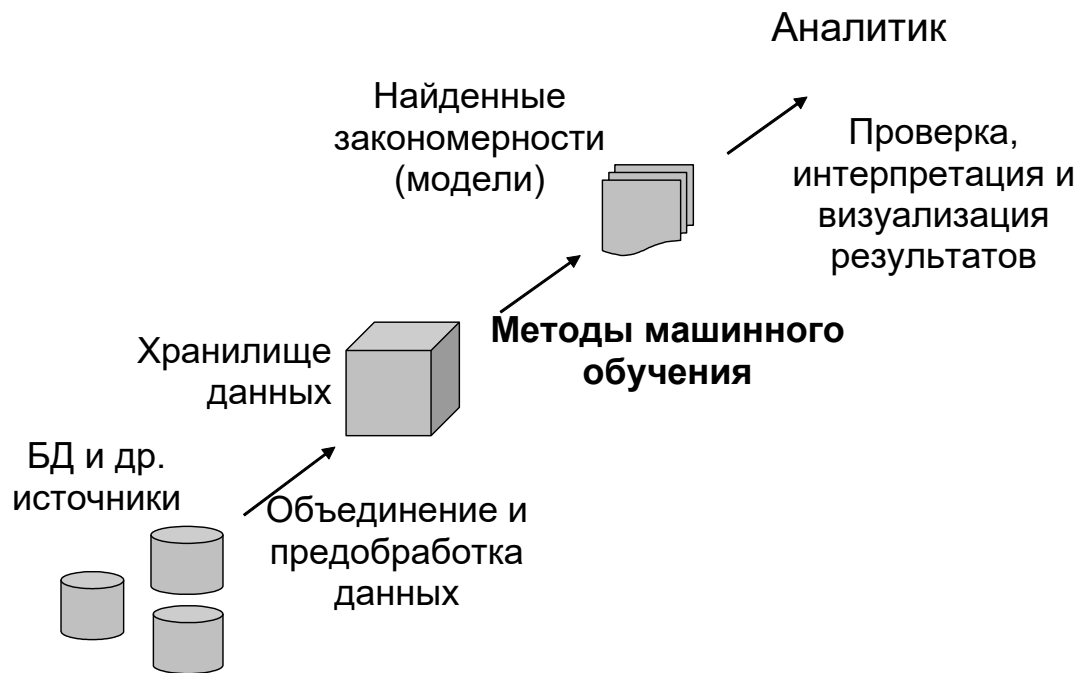 Аналитик
Найденные
закономерности
(модели)
Проверка,
интерпретация и
визуализация
результатов
Методы машинного
обучения
Хранилище
данных
БД и др.
источники
Объединение и
предобработка
данных